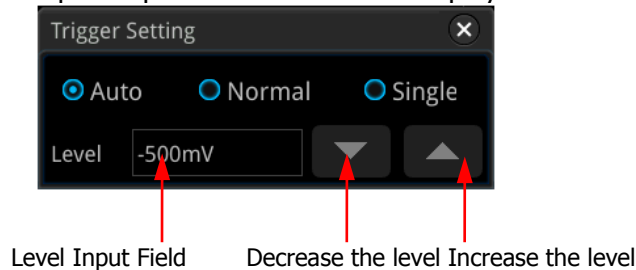 Trigger Setting
Auto Normal Single
Level -500mV
Level Input Field Decrease the level Increase the level